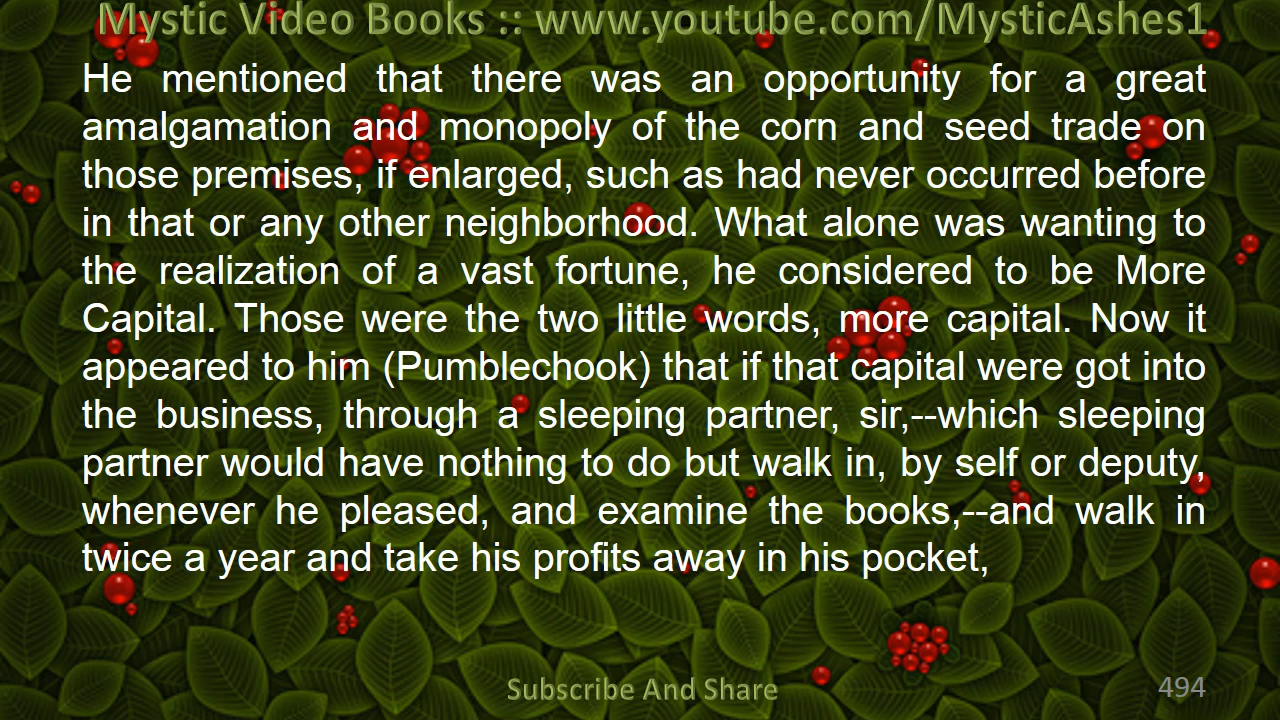 Mystic Video Books :: www.youtube.com/MysticAshes1
He mentioned that there was an opportunity for a great
amalgamation and monopoly of the corn and seed trade on
those premises, if enlarged, such as had never occurred before
in that or any other neighborhood. What alone was wanting to
the realization of a vast fortune, he considered to be More
Capital. Those were the two little words, more capital. Now it
appeared to him (Pumblechook) that if that capital were got into
the business, through a sleeping partner, sir,--which sleeping
partner would have nothing to do but walk in, by self or deputy,
whenever he pleased, and examine the books,--and walk in
twice a year and take his profits away in his pocket,
Subscribe And Share
494